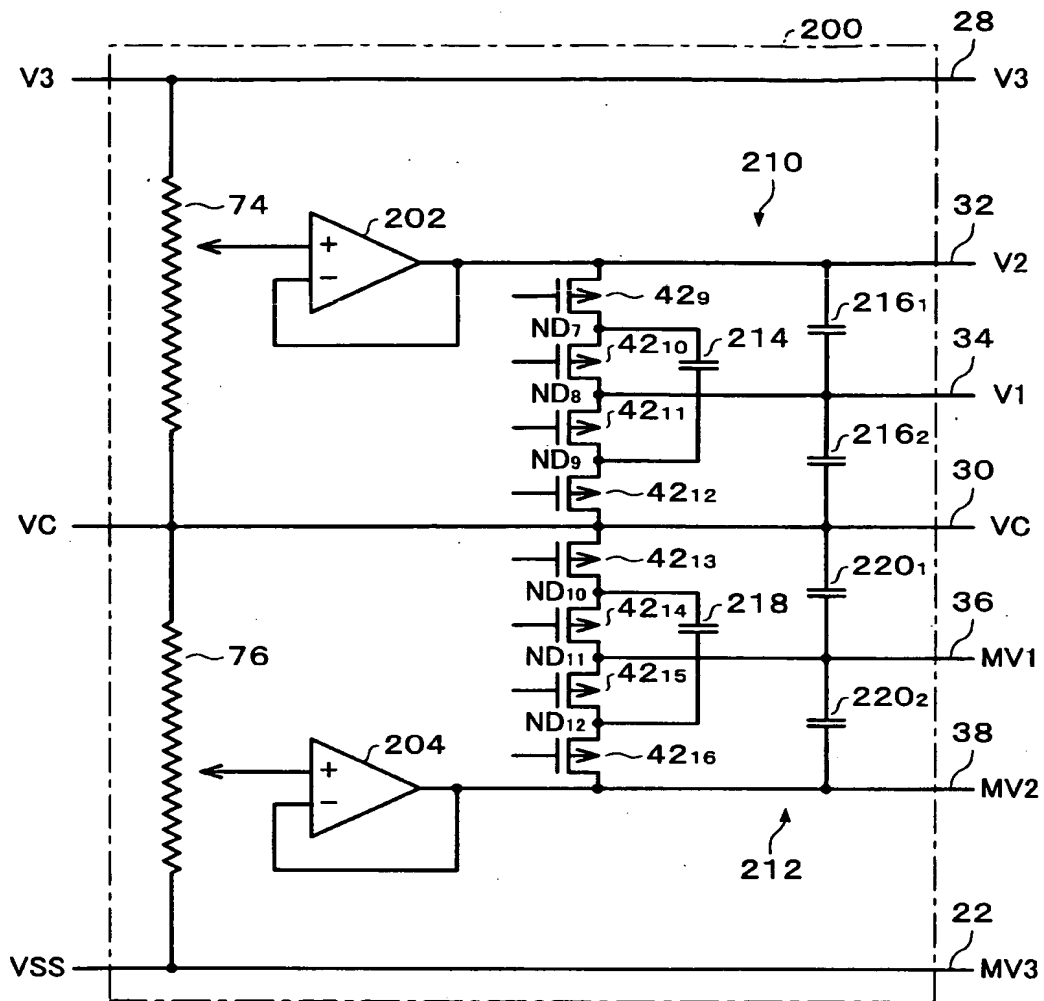 200
28
V3
V3
74
202
+
−
210
32
V2
42₉
216₁
ND₇
42₁₀
214
34
ND₈
V1
42₁₁
216₂
ND₉
42₁₂
30
VC
VC
42₁₃
220₁
ND₁₀
42₁₄
218
36
76
ND₁₁
MV1
42₁₅
220₂
ND₁₂
204
42₁₆
38
+
−
MV2
212
22
VSS
MV3